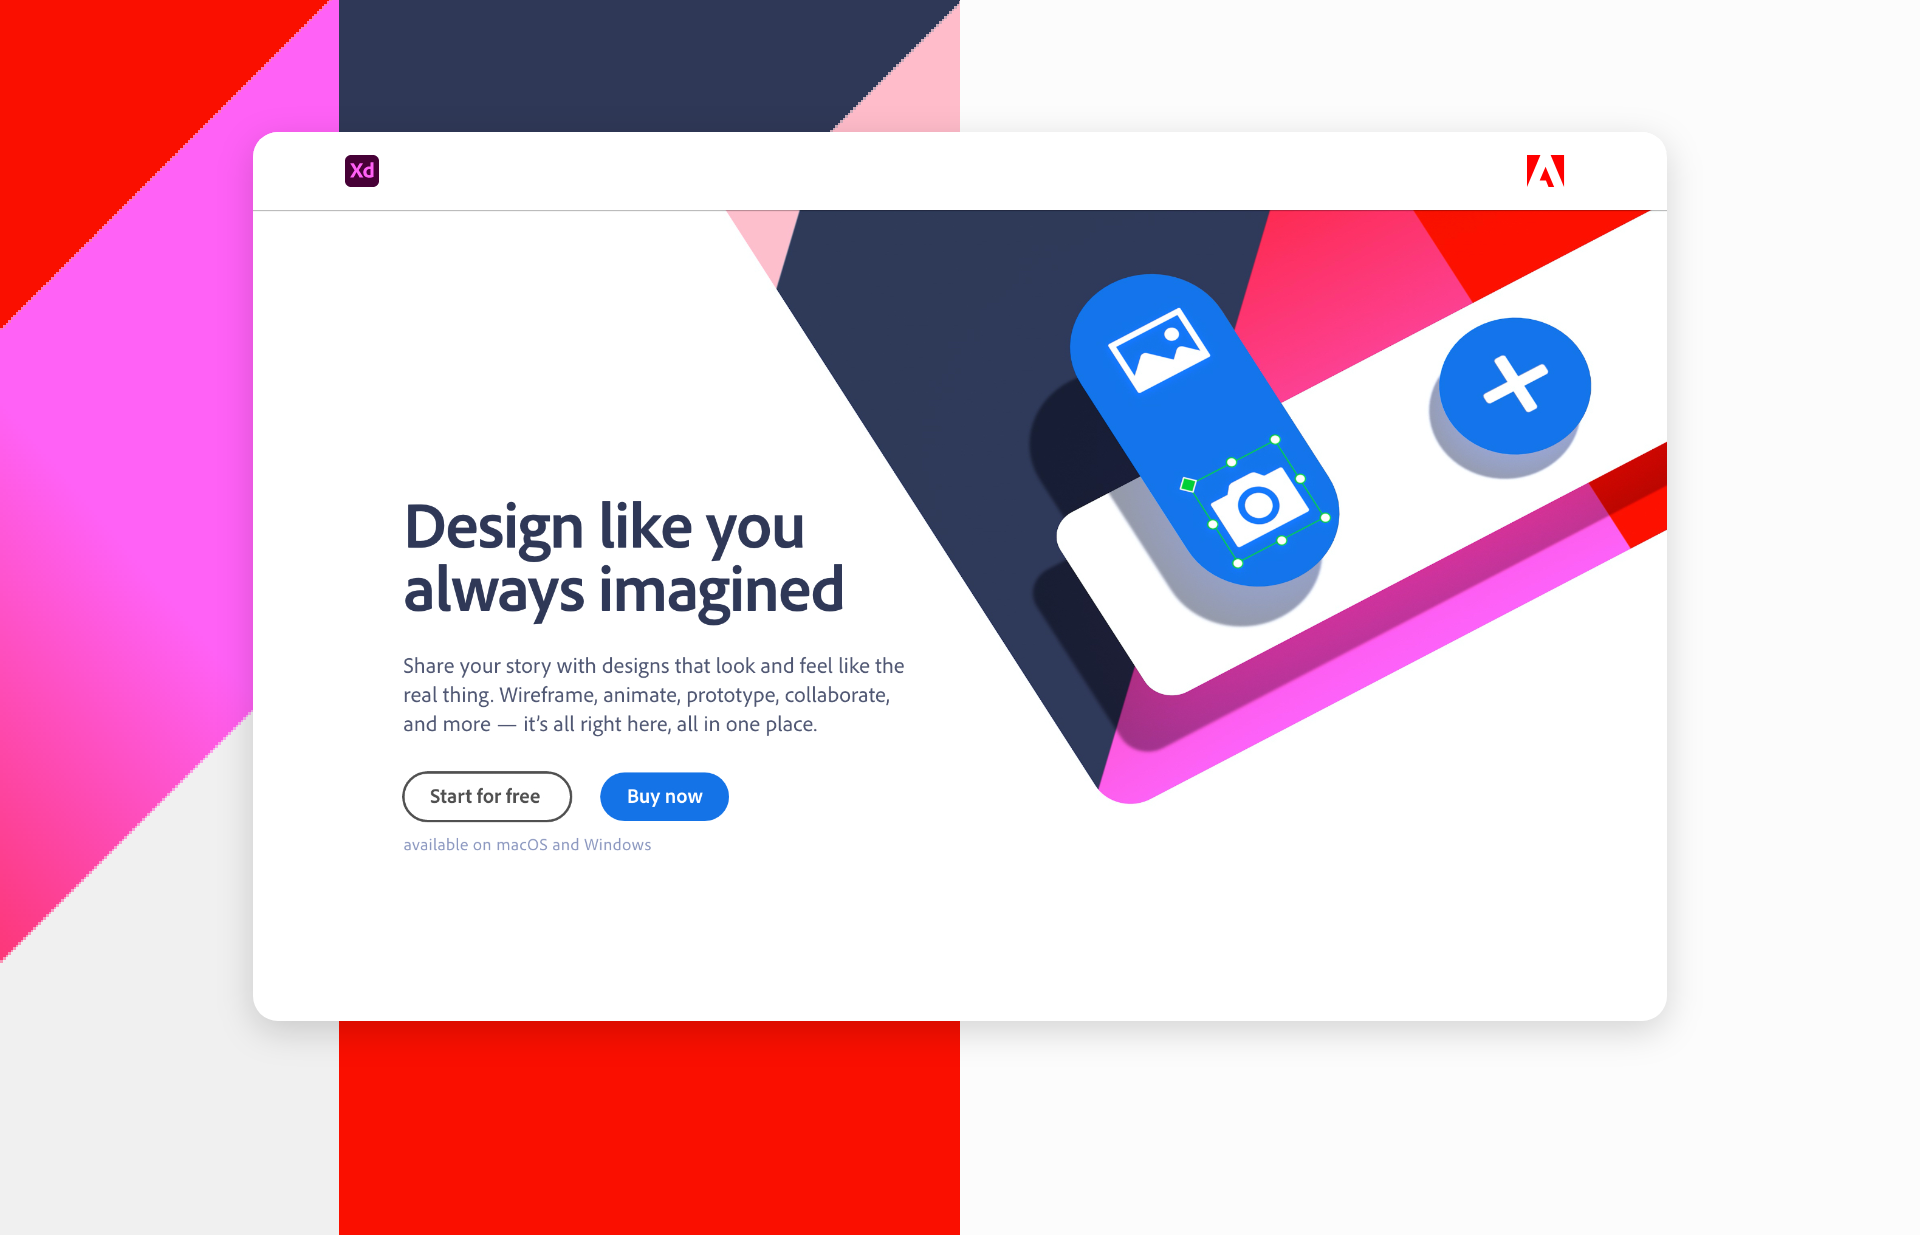 Xd
Design like you
always imagined
Share your story with designs that look and feel like the
real thing. Wireframe, animate, prototype, collaborate,
and more — it’s all right here, all in one place.
Start for free
Buy now
available on macOS and Windows